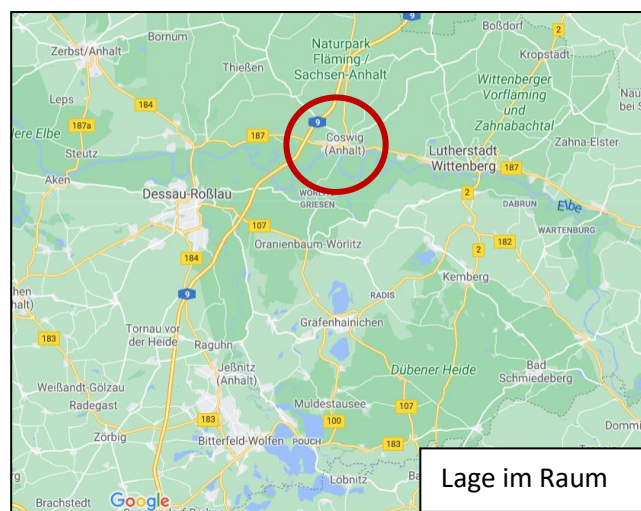 Boßdorf
2
Bornum
Naturpark
Fläming /
Sachsen-Anhalt
Kropstädt
Zerbst/Anhalt
Thießen
Wittenberger
Vorfläming
und
Zahnabachtal
Leps
184
187a
9
Coswig
(Anhalt)
187
Zahna-Elster
Steutz
Lutherstadt
Wittenberg
187
Aken
Dessau-Roßlau
GRIESEN
2
DABRUN
Elbe
107
WARTENBURG
Oranienbaum-Wörlitz
2
182
184
9
Kemberg
RADIS
Gräfenhainichen
183
Tornau vor
der Heide
Raguhn
Dübener Heide
Bad
Schmiedeberg
Jeßnitz
(Anhalt)
Weißandt-Gölzau
Radegast
183
Muldestausee
107
100
Zörbig
Bitterfeld-Wolfen
POUCH
183
Löbnitz
Lage im Raum
Brachstedt
Google